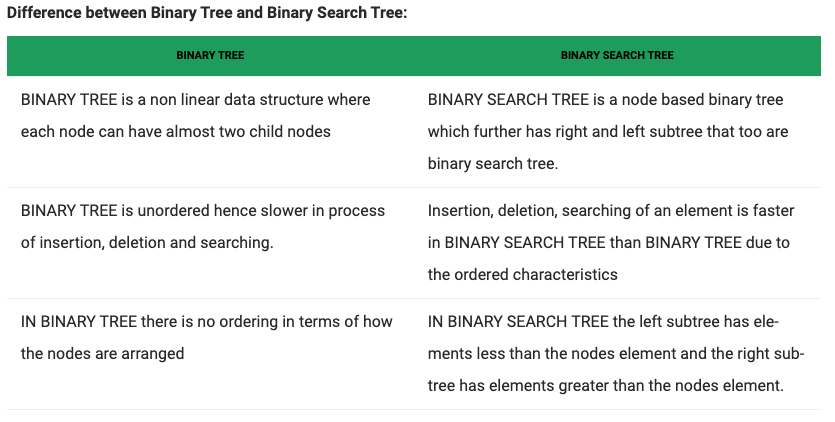 Difference between Binary Tree and Binary Search Tree:
BINARY TREE
BINARY SEARCH TREE
BINARY TREE is a non linear data structure where
each node can have almost two child nodes
BINARY SEARCH TREE is a node based binary tree
which further has right and left subtree that too are
binary search tree.
BINARY TREE is unordered hence slower in process
of insertion, deletion and searching.
Insertion, deletion, searching of an element is faster
in BINARY SEARCH TREE than BINARY TREE due to
the ordered characteristics
IN BINARY TREE there is no ordering in terms of how
the nodes are arranged
IN BINARY SEARCH TREE the left subtree has ele-
ments less than the nodes element and the right sub-
tree has elements greater than the nodes element.